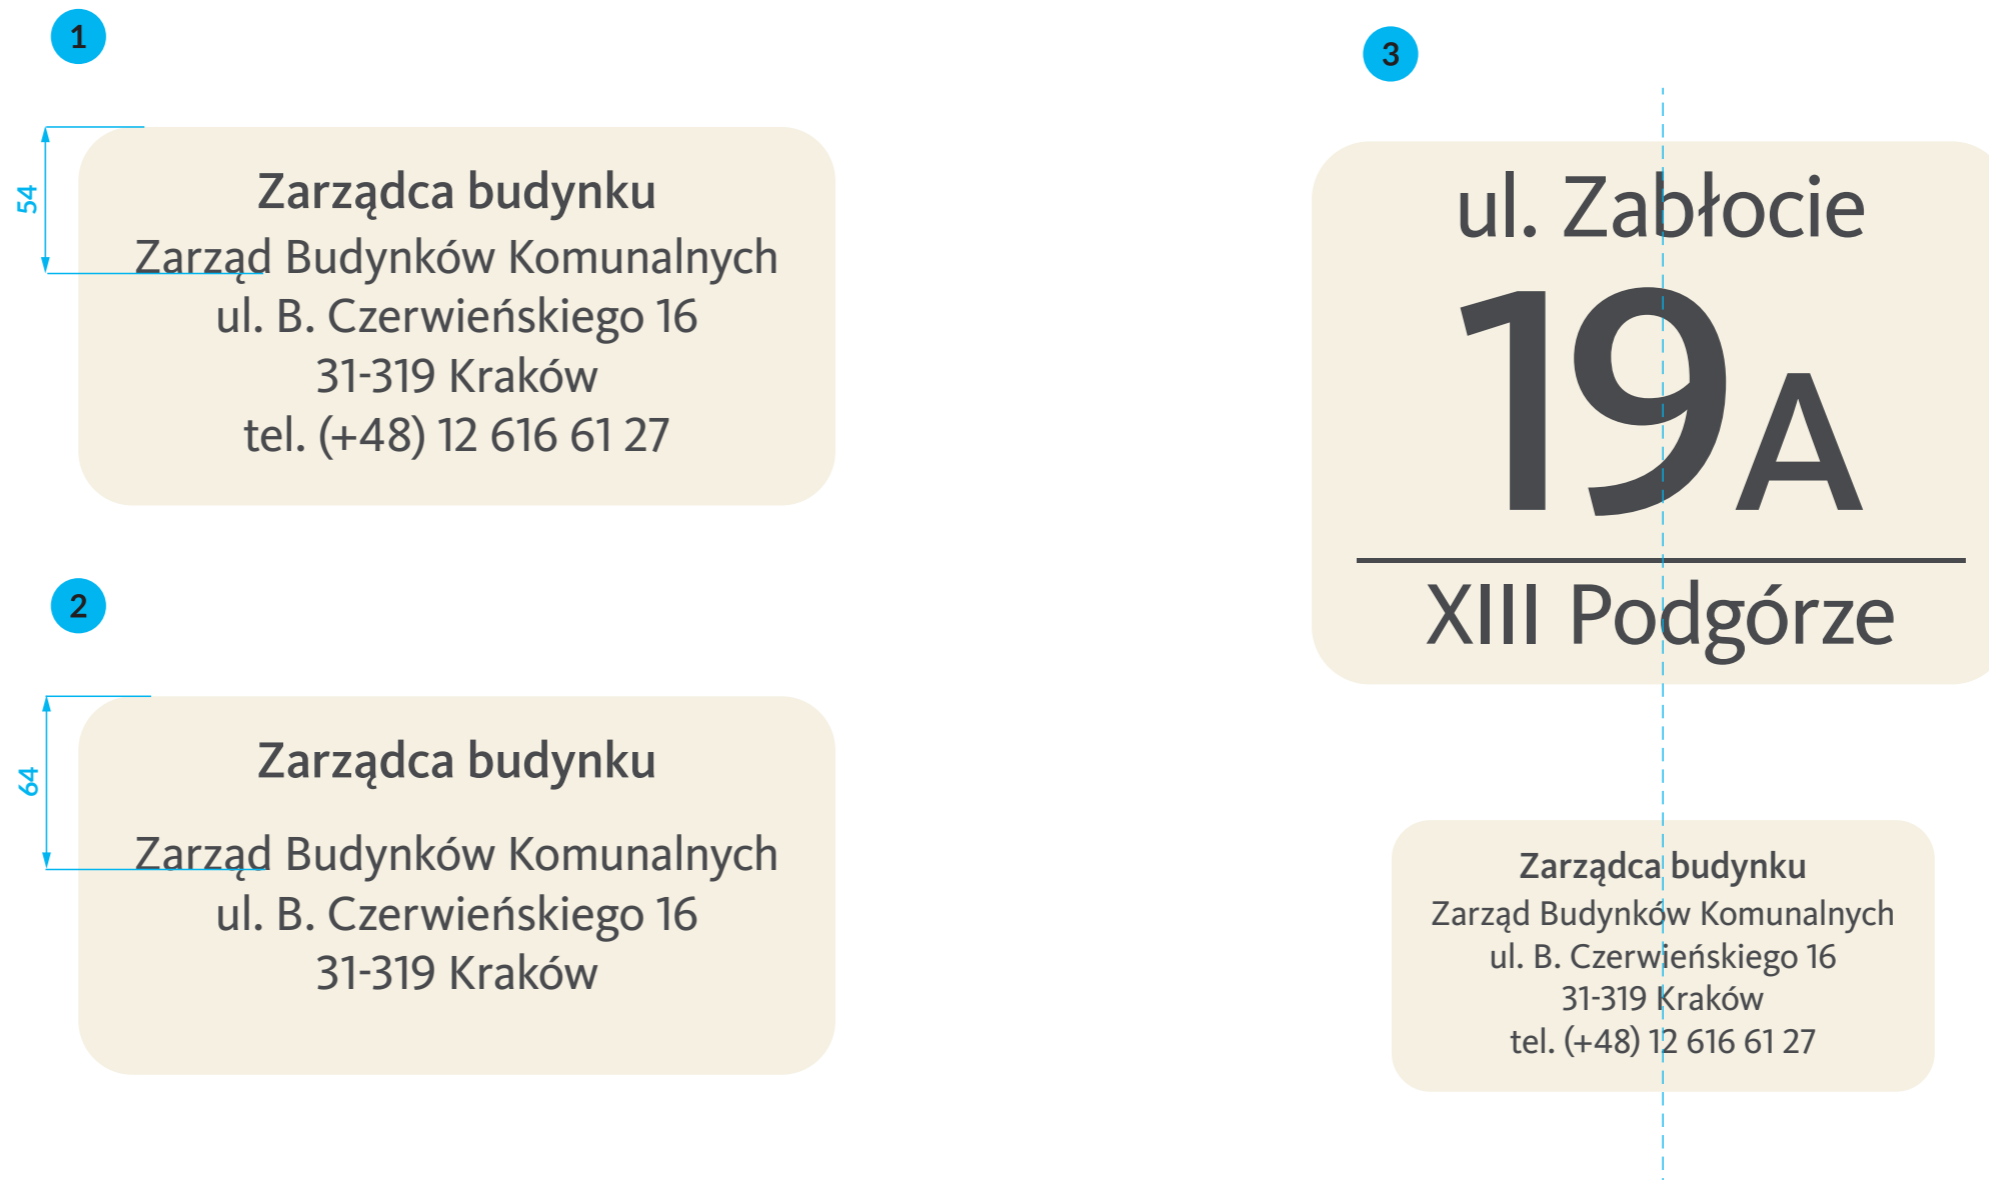 1
54
Zarządca budynku
Zarząd Budynków Komunalnych
ul. B. Czerwieńskiego 16
31-319 Kraków
tel. (+48) 12 616 61 27
2
64
Zarządca budynku
Zarząd Budynków Komunalnych
ul. B. Czerwieńskiego 16
31-319 Kraków
3
ul. Zabłocie
19A
XIII Podgórze
Zarządca budynku
Zarząd Budynków Komunalnych
ul. B. Czerwieńskiego 16
31-319 Kraków
tel. (+48) 12 616 61 27